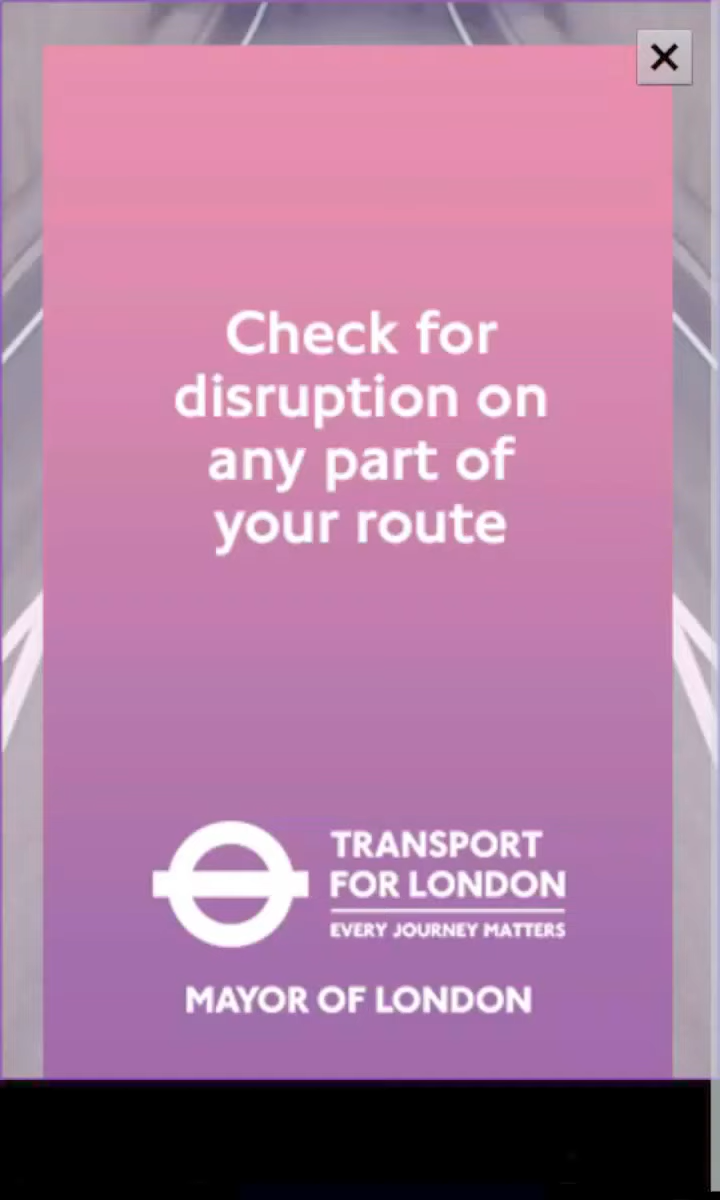 Check for
disruption on
any part of
your route
TRANSPORT
FOR LONDON
EVERY JOURNEY MATTERS
MAYOR OF LONDON